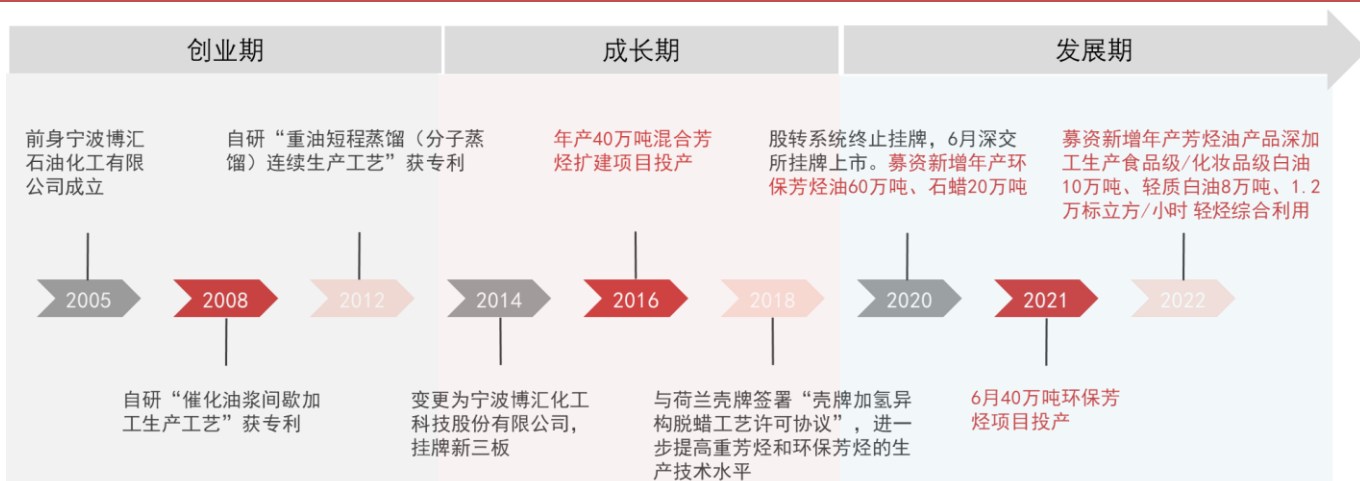 创业期
成长期
发展期
前身宁波博汇
石油化工有限
公司成立
自研“重油短程蒸馏（分子蒸
馏）连续生产工艺”获专利
年产40万吨混合芳
烃扩建项目投产
股转系统终止挂牌，6月深交
所挂牌上市。募资新增年产环
保芳烃油60万吨、石蜡20万吨
募资新增年产芳烃油产品深加
工生产食品级/化妆品级白油
10万吨、轻质白油8万吨、1.2
万标立方/小时 轻烃综合利用
2005
2008
2012
2014
2016
2018
2020
2021
2022
自研“催化油浆间歇加
工生产工艺”获专利
变更为宁波博汇化工
科技股份有限公司，
挂牌新三板
与荷兰壳牌签署“壳牌加氢异
构脱蜡工艺许可协议”，进一
步提高重芳烃和环保芳烃的生
产技术水平
6月40万吨环保芳
烃项目投产